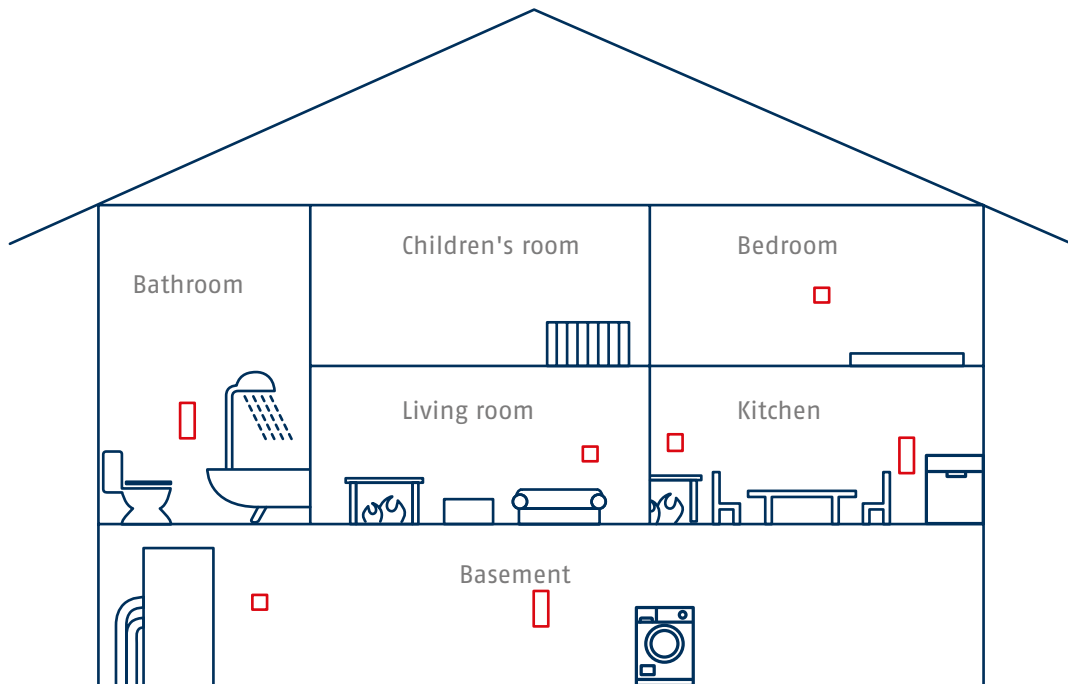 Children's room
Bedroom
Bathroom
Living room
Kitchen
Basement